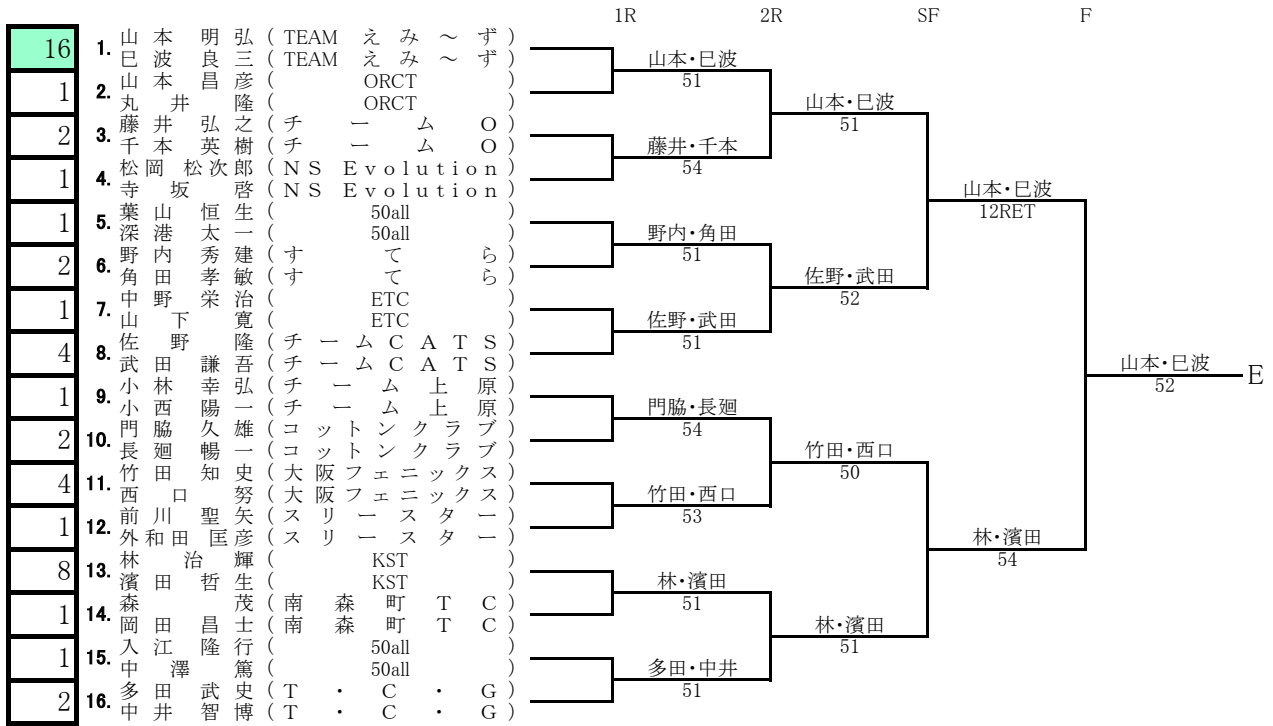 1R 2R SF F
16 1. 山本 明弘 (TEAM えみ～ず)
巳波 良三 (TEAM えみ～ず)
1 2. 山本 昌彦 (ORCT)
丸井 隆 (ORCT)
2 3. 藤井 弘之 (チームO)
千本 英樹 (チームO)
1 4. 松岡 松次郎 (NS Evolution)
寺坂 啓 (NS Evolution)
1 5. 葉山 恒生 (50all)
深港 太一 (50all)
2 6. 野内 秀建 (すてら)
角田 孝敏 (すてら)
1 7. 中野 栄治 (ETC)
山下 寛 (ETC)
4 8. 佐野 隆 (チームCATS)
武田 謙吾 (チームCATS)
1 9. 小林 幸弘 (チーム上原)
小西 陽一 (チーム上原)
2 10. 門脇 久雄 (コットンクラブ)
長廻 暢一 (コットンクラブ)
4 11. 竹田 知史 (大阪フェニックス)
西口 努 (大阪フェニックス)
1 12. 前川 聖矢 (スリースター)
外和田 匡彦 (スリースター)
8 13. 林 治輝 (KST)
濱田 哲生 (KST)
1 14. 森 茂 (南森町TC)
岡田 昌士 (南森町TC)
1 15. 入江 隆行 (50all)
中澤 篤 (50all)
2 16. 多田 武史 (T・C・G)
中井 智博 (T・C・G)
山本・巳波
51
藤井・千本
54
野内・角田
51
佐野・武田
51
門脇・長廻
54
竹田・西口
53
林・濱田
51
多田・中井
51
山本・巳波
51
佐野・武田
52
竹田・西口
50
林・濱田
51
山本・巳波
12RET
林・濱田
54
山本・巳波
52
E